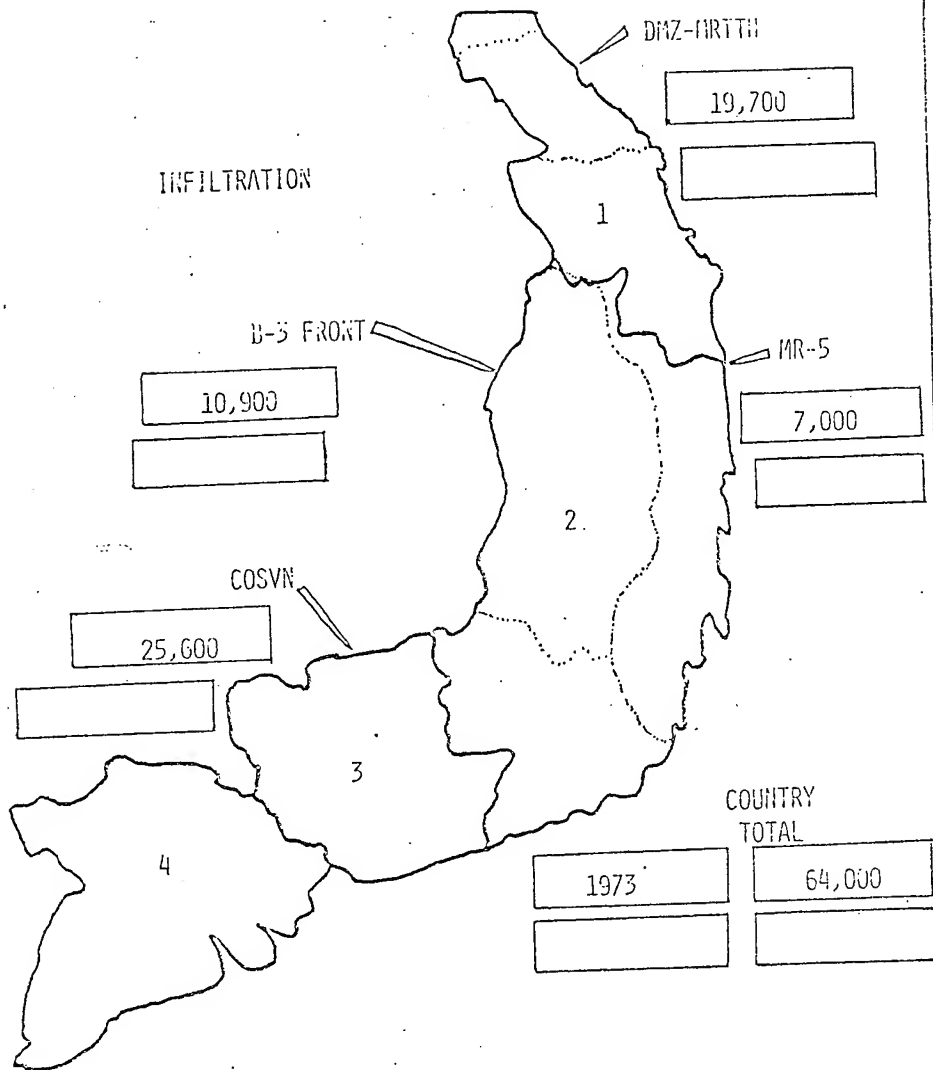 DMZ-MRTTH
19,700
INFILTRATION
1
B-3 FRONT
MR-5
10,900
7,000
2
COSVN
25,600
3
COUNTRY
TOTAL
4
1973
64,000